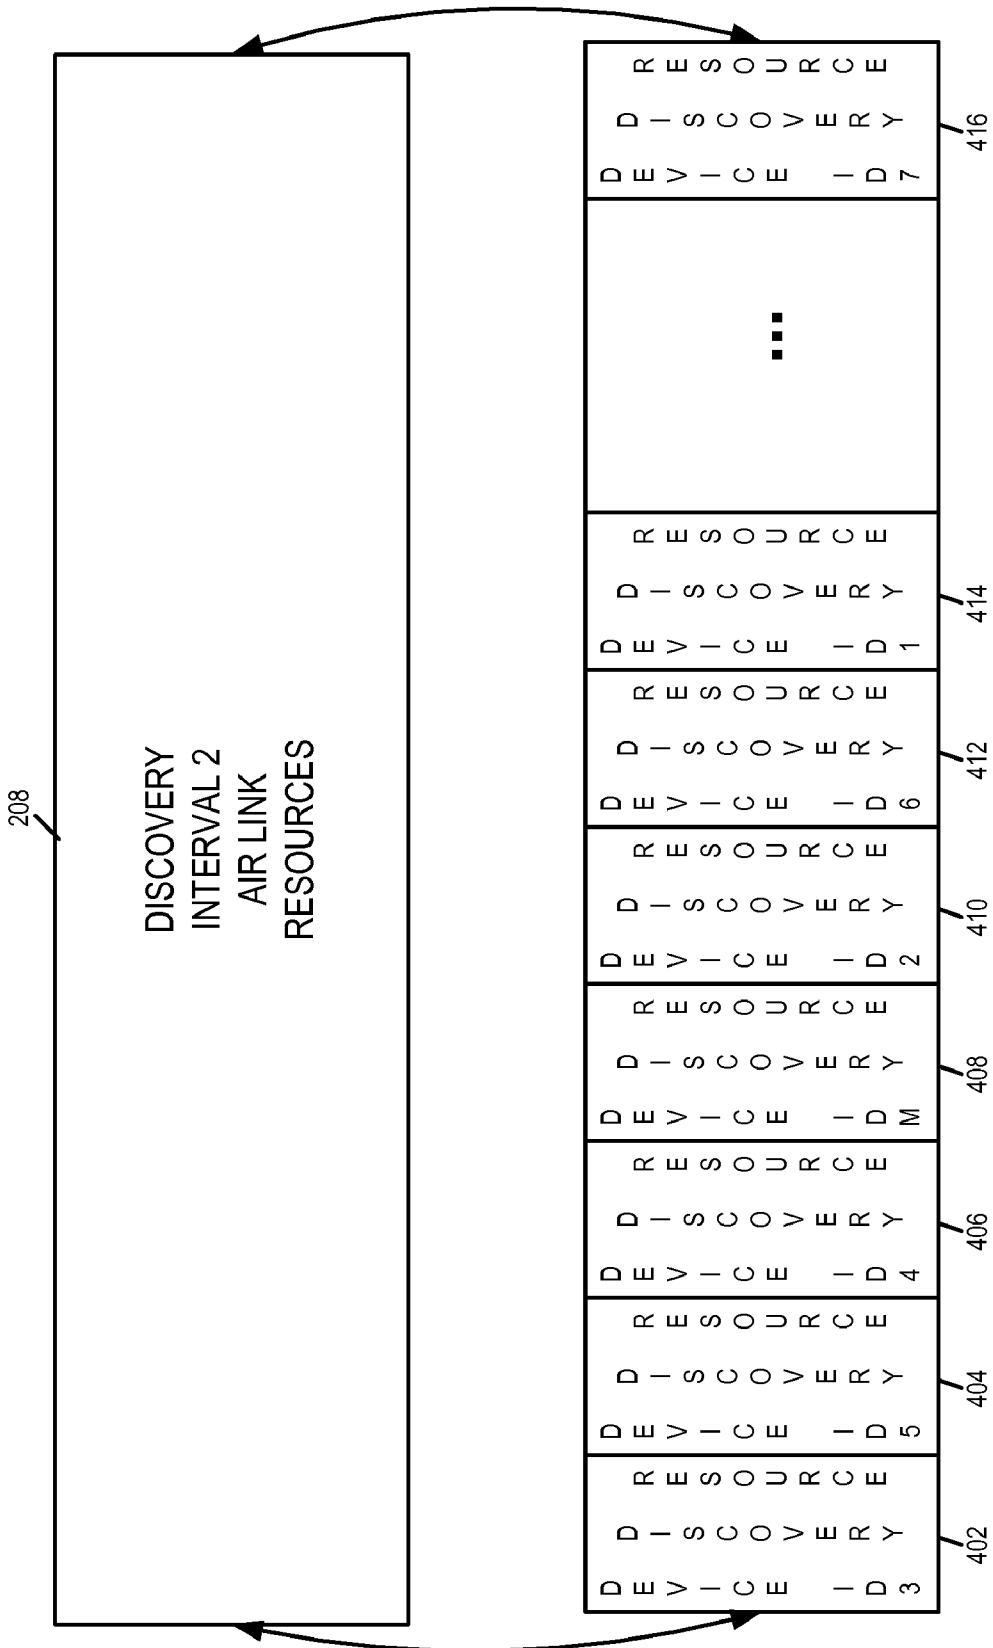 208
DISCOVERY
INTERVAL 2
AIR LINK
RESOURCES
DEVICE ID 3
DISCOVERY
RESOURCE
DEVICE ID 5
DISCOVERY
RESOURCE
DEVICE ID 4
DISCOVERY
RESOURCE
DEVICE ID M
DISCOVERY
RESOURCE
DEVICE ID 2
DISCOVERY
RESOURCE
DEVICE ID 6
DISCOVERY
RESOURCE
DEVICE ID 1
DISCOVERY
RESOURCE
...
DEVICE ID 7
DISCOVERY
RESOURCE
402
404
406
408
410
412
414
416